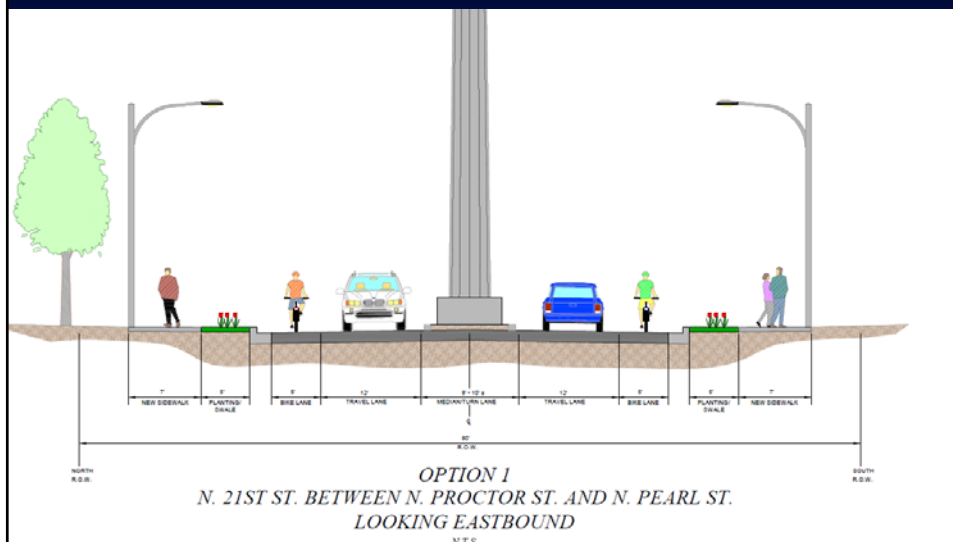 7' 5' 5' 12' 12' 5' 5' 7'
NEW SIDEWALK PLANTING/ BIKE LANE TRAVEL LANE MEDIAN/TURN LANE TRAVEL LANE BIKE LANE PLANTING/ NEW SIDEWALK
SWALE SWALE
80'
R.O.W.
NORTH SOUTH
R.O.W. R.O.W.
OPTION 1
N. 21ST ST. BETWEEN N. PROCTOR ST. AND N. PEARL ST.
LOOKING EASTBOUND
N.T.S.